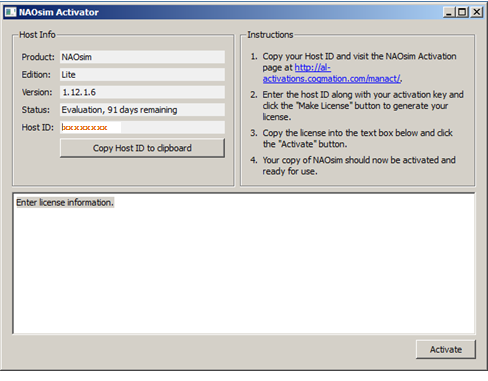 NAOsim Activator
Host Info
Product: NAOsim
Edition: Lite
Version: 1.12.1.6
Status: Evaluation, 91 days remaining
Host ID: xxxxxxxxx
Copy Host ID to clipboard
Instructions
1. Copy your Host ID and visit the NAOsim Activation
page at http://al-
activations.cogmation.com/manact/.
2. Enter the host ID along with your activation key and
click the "Make License" button to generate your
license.
3. Copy the license into the text box below and click
the "Activate" button.
4. Your copy of NAOsim should now be activated and
ready for use.
Enter license information.
Activate